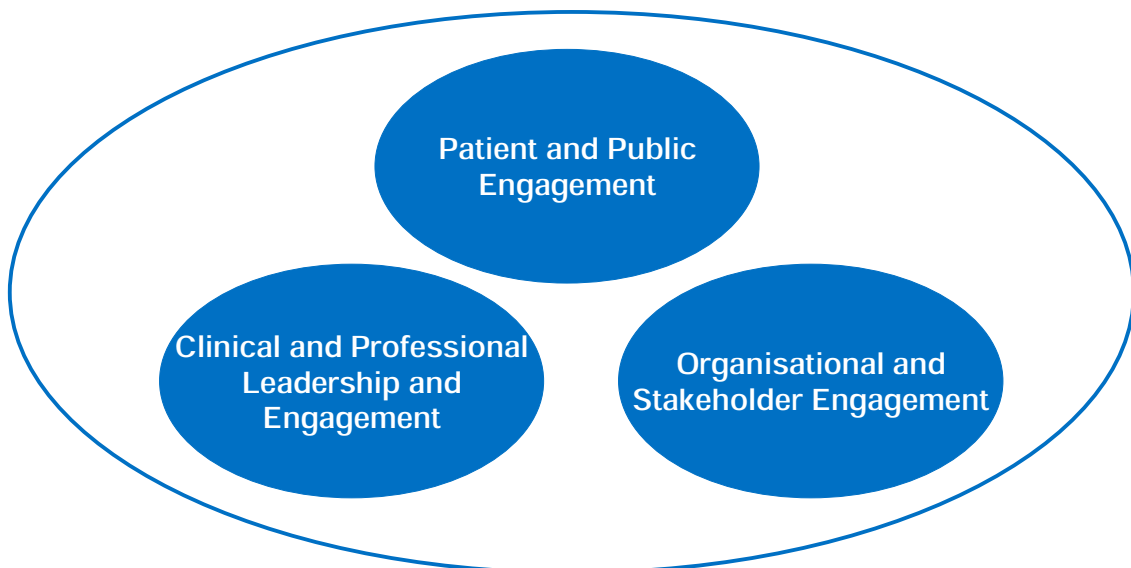 Patient and Public
Engagement
Clinical and Professional
Leadership and
Engagement
Organisational and
Stakeholder Engagement